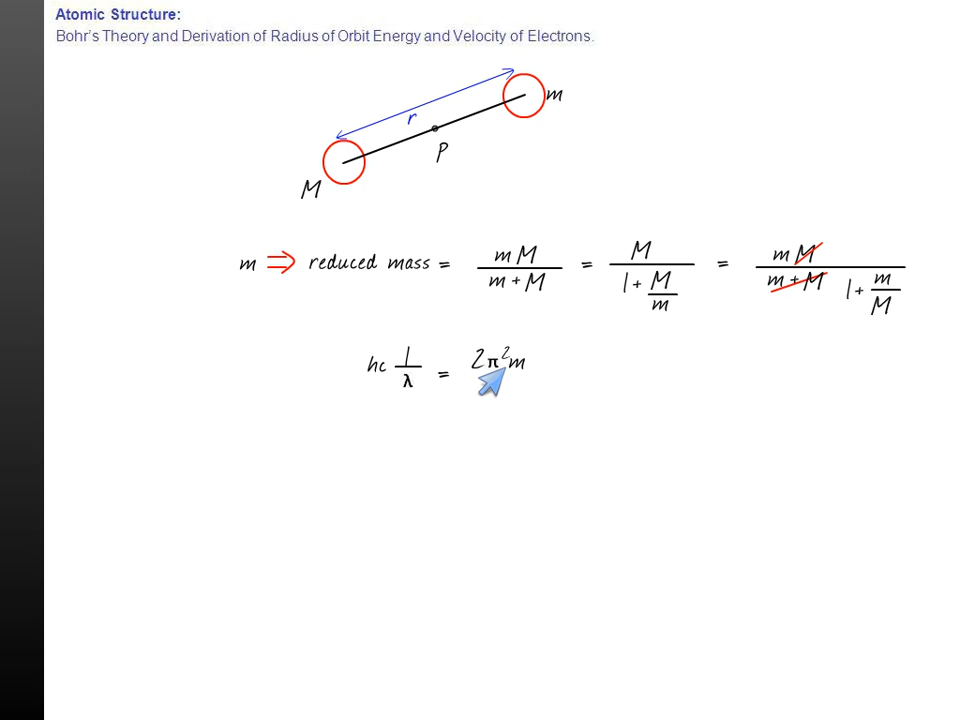 Atomic Structure:
Bohr's Theory and Derivation of Radius of Orbit Energy and Velocity of Electrons.
m
r
P
M
m ⇒ reduced mass = mM / m + M = M / 1 + M/m = mM / m + M 1 + m/M
hc 1/λ = 2π²m